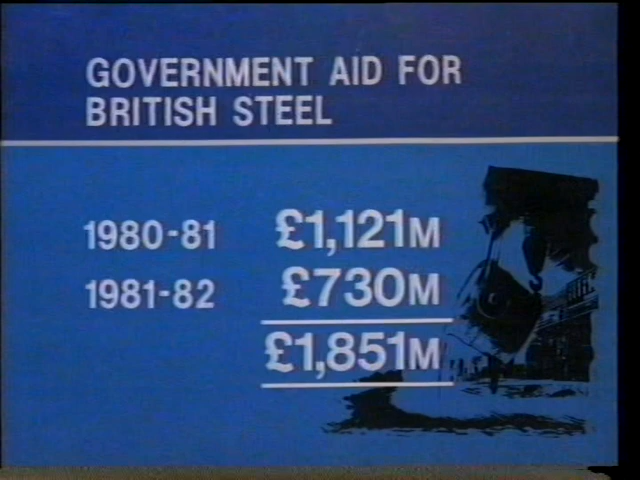 GOVERNMENT AID FOR
BRITISH STEEL
1980-81 £1,121M
1981-82 £730M
£1,851M